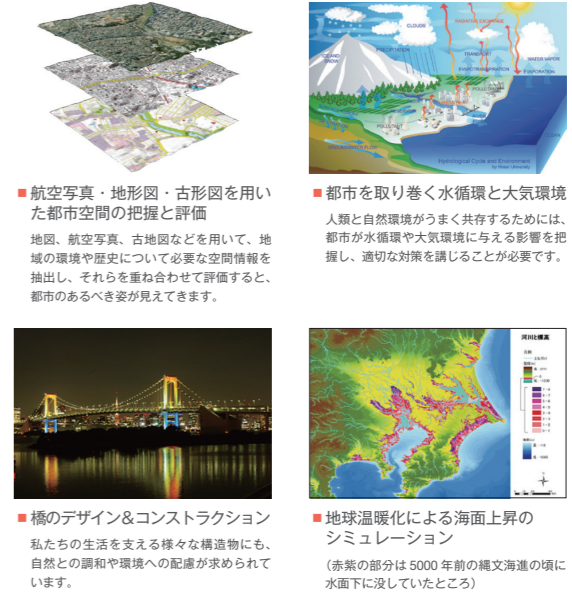 ■ 航空写真・地形図・古形図を用い
た都市空間の把握と評価
地図、航空写真、古地図などを用いて、地
域の環境や歴史について必要な空間情報を
抽出し、それらを重ね合わせて評価すると、
都市のあるべき姿が見えてきます。
CLOUDS
PRECIPITATION
TRANSPORT
WATER VAPOR
EVAPORATION
Hydrological Cycle and Environment
by Meisei University
■ 都市を取り巻く水循環と大気環境
人類と自然環境がうまく共存するためには、
都市が水循環や大気環境に与える影響を把
握し、適切な対策を講じることが必要です。
■ 橋のデザイン＆コンストラクション
私たちの生活を支える様々な構造物にも、
自然との調和や環境への配慮が求められて
います。
河川と標高
■ 地球温暖化による海面上昇の
シミュレーション
（赤紫の部分は 5000 年前の縄文海進の頃に
水面下に没していたところ）